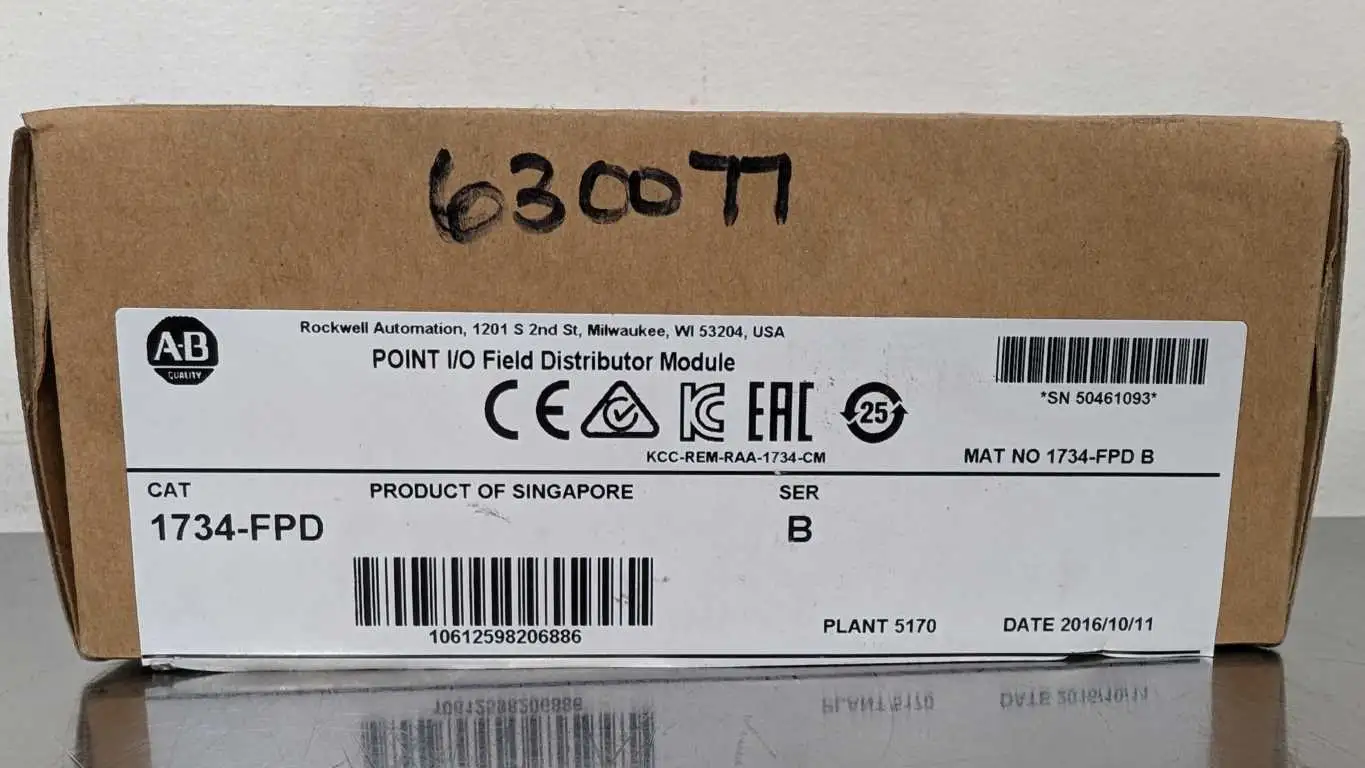 630077
A-B
QUALITY
Rockwell Automation, 1201 S 2nd St, Milwaukee, WI 53204, USA
POINT I/O Field Distributor Module
CE KC EAC 25
*SN 50461093*
KCC-REM-RAA-1734-CM
MAT NO 1734-FPD B
CAT PRODUCT OF SINGAPORE SER
1734-FPD B
10612598206886
PLANT 5170 DATE 2016/10/11